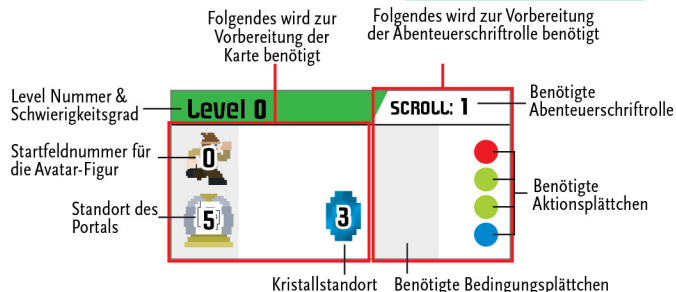 Folgendes wird zur
Vorbereitung der
Karte benötigt
Folgendes wird zur Vorbereitung
der Abenteuerschriftrolle benötigt
Level Nummer &
Schwierigkeitsgrad
Level 0
SCROLL: 1
Benötigte
Abenteuerschriftrolle
Startfeldnummer für
die Avatar-Figur
0
Standort des
Portals
5
3
Benötigte
Aktionsplättchen
Kristallstandort
Benötigte Bedingungsplättchen